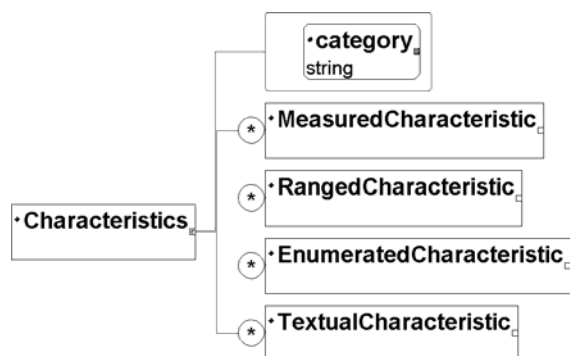 category
string
* MeasuredCharacteristic
* RangedCharacteristic
Characteristics
* EnumeratedCharacteristic
* TextualCharacteristic